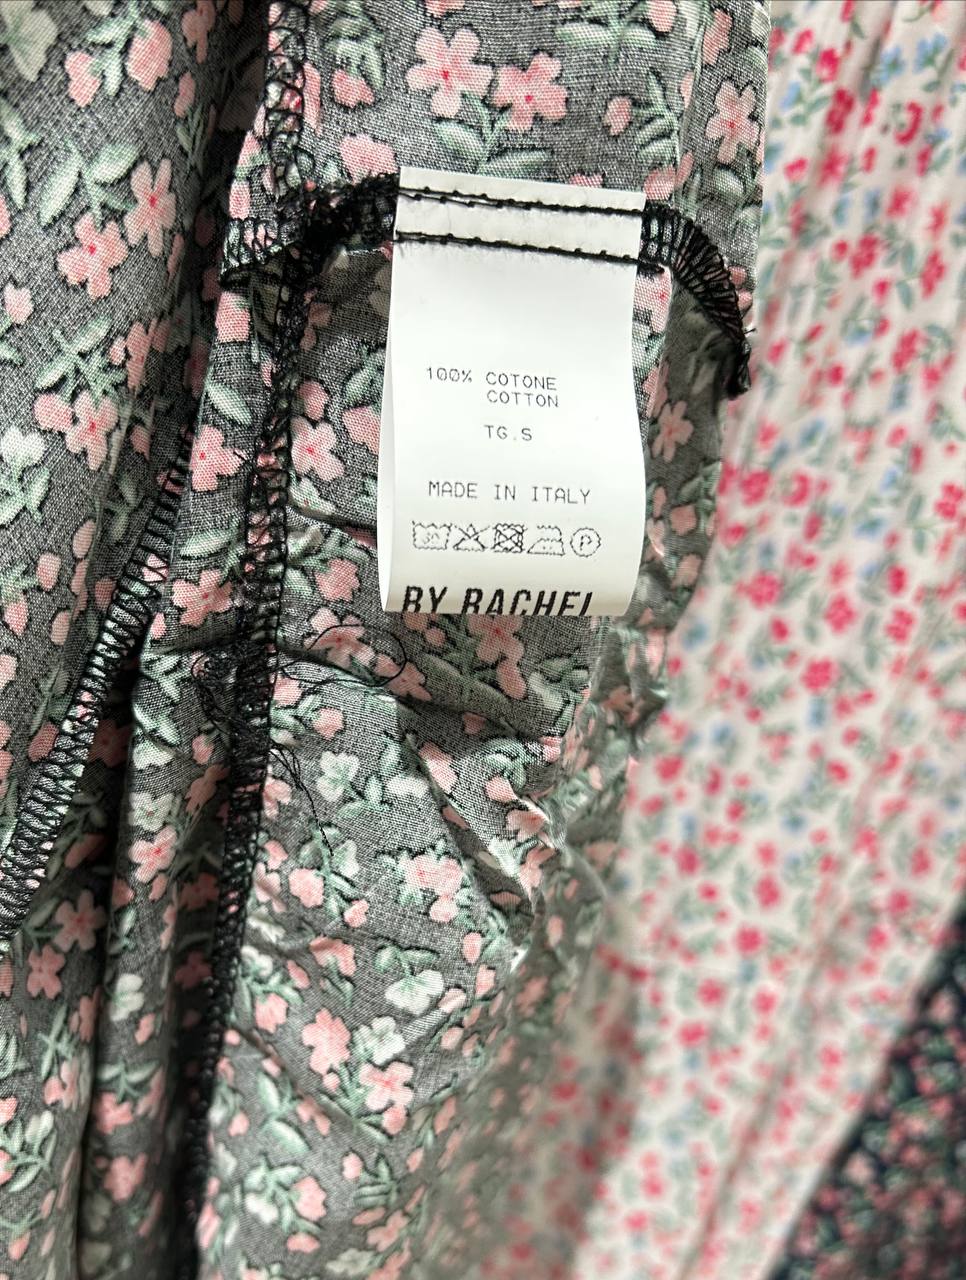 100% COTONE
COTTON
TG.S
MADE IN ITALY
P
BY RACHEL